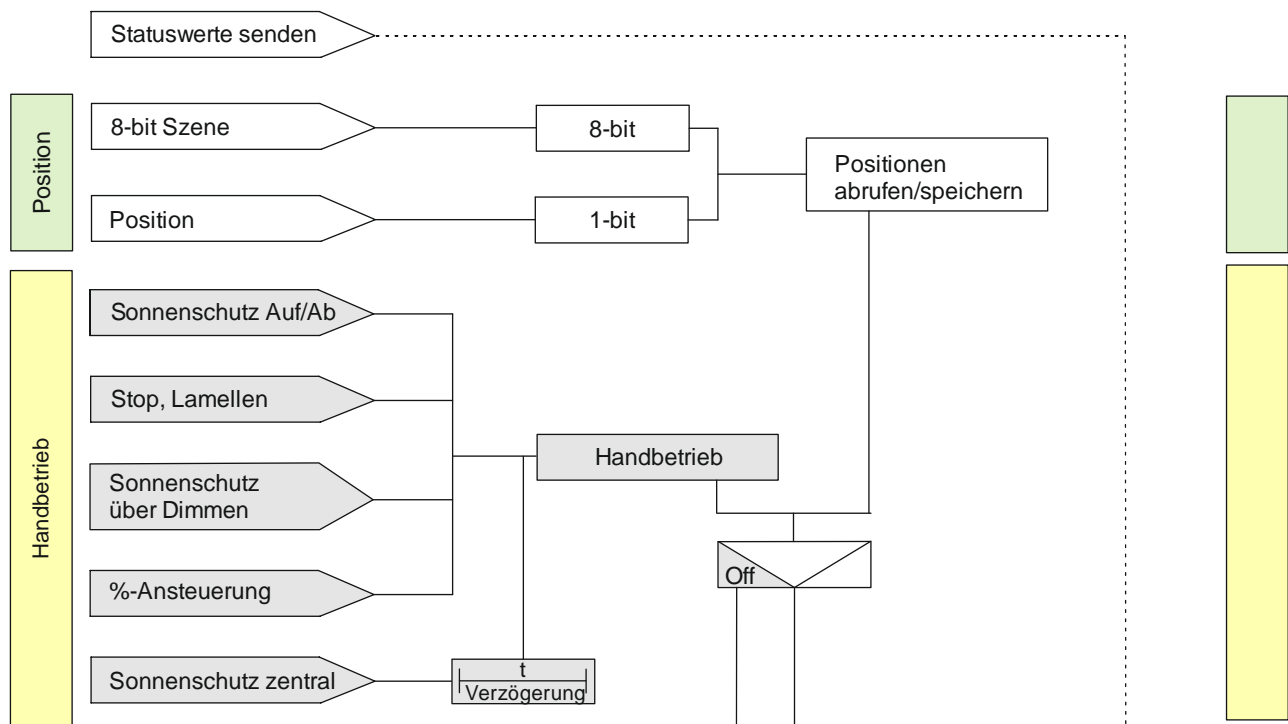 Statuswerte senden
Position
8-bit Szene
8-bit
Positionen
abrufen/speichern
Position
1-bit
Handbetrieb
Sonnenschutz Auf/Ab
Stop, Lamellen
Handbetrieb
Sonnenschutz
über Dimmen
Off
%-Ansteuerung
Sonnenschutz zentral
t
Verzögerung